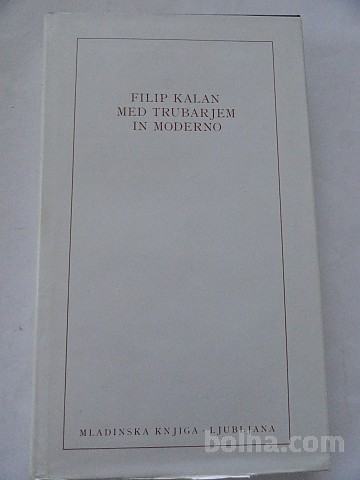 FILIP KALAN
MED TRUBARJEM
IN MODERNO
MLADINSKA KNJIGA · LJUBLJANA
bolha.com